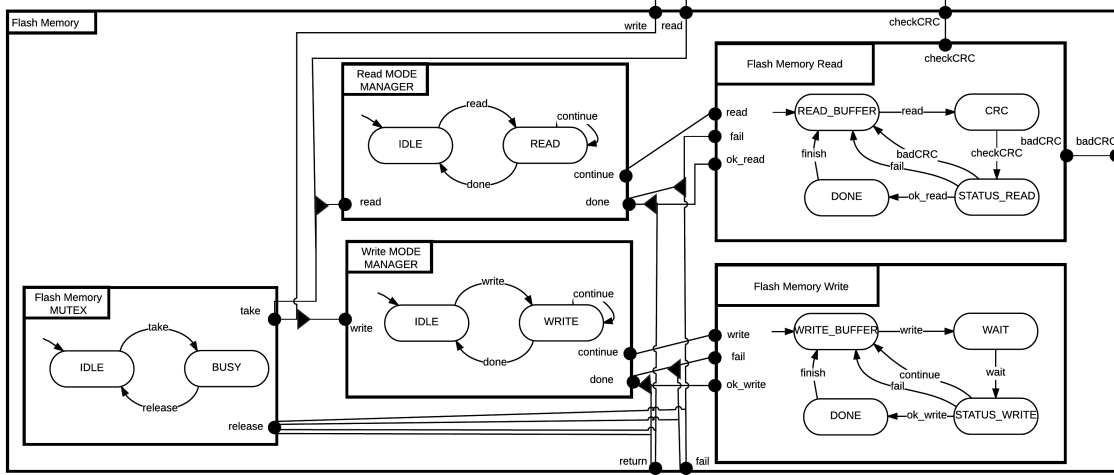 Flash Memory
write
read
checkCRC
checkCRC
Read MODE
MANAGER
IDLE
read
READ
continue
done
read
continue
done
Flash Memory Read
read
fail
ok_read
READ_BUFFER
read
CRC
checkCRC
badCRC
fail
finish
DONE
ok_read
STATUS_READ
badCRC
badCRC
Write MODE
MANAGER
IDLE
write
WRITE
continue
done
write
continue
done
Flash Memory
MUTEX
take
IDLE
take
BUSY
release
release
Flash Memory Write
write
fail
ok_write
WRITE_BUFFER
write
WAIT
wait
continue
fail
finish
DONE
ok_write
STATUS_WRITE
return
fail